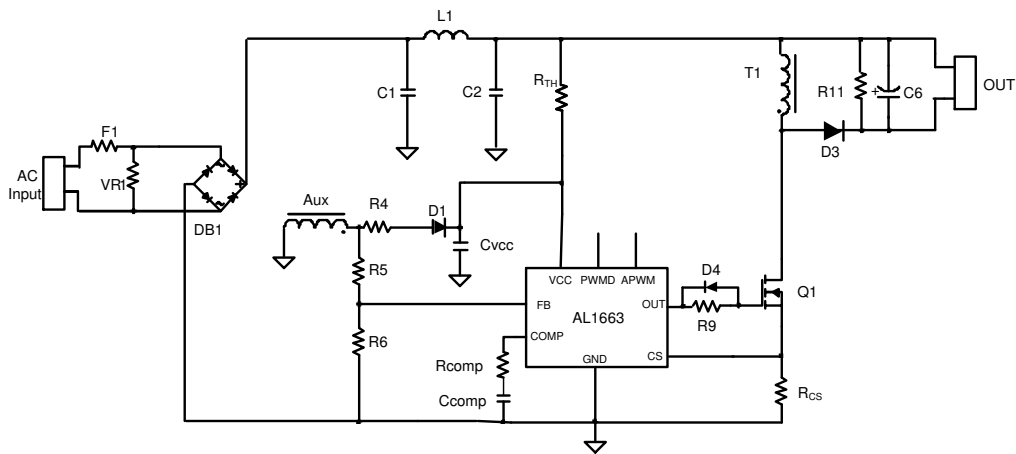 L1
T1
R11
+
C6
OUT
C1
C2
RTH
D3
F1
AC
Input
VR1
DB1
Aux
R4
D1
Cvcc
R5
R6
VCC
PWMD
APWM
FB
OUT
COMP
AL1663
GND
CS
D4
R9
Q1
Rcomp
Ccomp
RCS